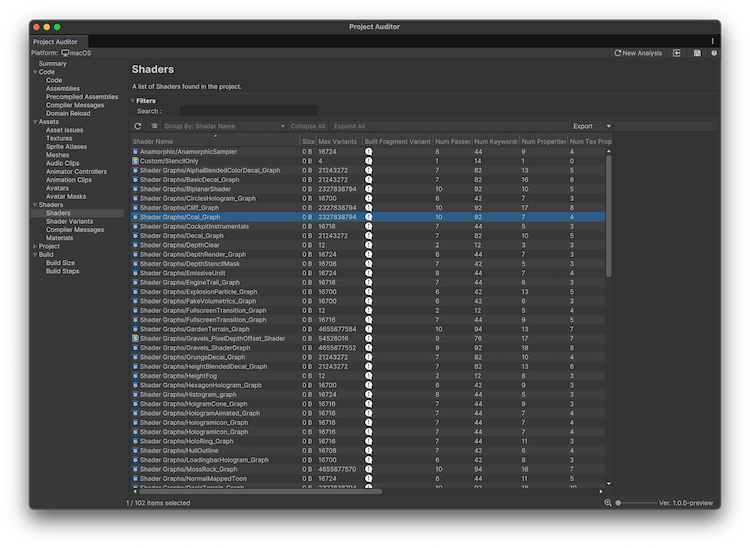 Project Auditor
Project Auditor
Platform: macOS New Analysis
Summary
Code
Code
Assemblies
Precompiled Assemblies
Compiler Messages
Domain Reload
Assets
Asset Issues
Textures
Sprite Atlases
Meshes
Audio Clips
Animator Controllers
Animation Clips
Avatars
Avatar Masks
Shaders
Shaders
Shader Variants
Compiler Messages
Materials
Project
Build
Build Size
Build Steps
Shaders
A list of Shaders found in the project.
Filters
Search :
Group By: Shader Name Collapse All Expand All Export
Shader Name Size Max Variants Built Fragment Variant Num Passes Num Keywords Num Properties Num Tex Prop
Anamorphic/AnamorphicSampler 0 B 16724 8 44 9 4
Custom/StencilOnly 0 B 4 1 14 1 0
Shader Graphs/AlphaBlendedColorDecal_Graph 0 B 21243272 7 82 13 5
Shader Graphs/BasicDecal_Graph 0 B 21243272 7 82 16 8
Shader Graphs/BiplanarShader 0 B 2327838794 10 92 10 5
Shader Graphs/CirclesHologram_Graph 0 B 16700 6 42 7 3
Shader Graphs/Cliff_Graph 0 B 2327838794 10 92 17 8
Shader Graphs/Coal_Graph 0 B 2327838794 10 92 7 4
Shader Graphs/CockpitInstrumentals 0 B 16716 7 44 5 3
Shader Graphs/Decal_Graph 0 B 21243272 7 82 10 5
Shader Graphs/DepthClear 0 B 12 2 12 3 3
Shader Graphs/DepthRender_Graph 0 B 16724 8 44 7 3
Shader Graphs/DepthStencilMask 0 B 16708 7 42 5 3
Shader Graphs/EmissiveUnlit 0 B 16724 8 44 7 4
Shader Graphs/EngineTrail_Graph 0 B 16716 7 44 6 3
Shader Graphs/ExplosionParticle_Graph 0 B 16700 6 42 13 5
Shader Graphs/FakeVolumetrics_Graph 0 B 16700 6 42 6 3
Shader Graphs/FullscreenTransition_Graph 0 B 12 2 12 5 4
Shader Graphs/FullscreenTransition_Graph 0 B 16716 7 44 9 5
Shader Graphs/GardenTerrain_Graph 0 B 4655677584 10 94 13 7
Shader Graphs/Gravels_PixelDepthOffset_Shader 0 B 54526016 9 76 17 7
Shader Graphs/Gravels_ShaderGraph 0 B 4655677552 9 92 18 8
Shader Graphs/GrungeDecal_Graph 0 B 21243272 7 82 10 4
Shader Graphs/HeightBlendedDecal_Graph 0 B 21243272 7 82 13 6
Shader Graphs/HeightFog 0 B 12 2 12 8 3
Shader Graphs/HexagonHologram_Graph 0 B 16700 6 42 9 3
Shader Graphs/Histogram_graph 0 B 16724 8 44 5 3
Shader Graphs/HolgramCone_Graph 0 B 16716 7 44 9 3
Shader Graphs/HologramAimated_Graph 0 B 16716 7 44 7 4
Shader Graphs/HologramIcon_Graph 0 B 16716 7 44 7 4
Shader Graphs/HologramIcon_Graph 0 B 16716 7 44 7 4
Shader Graphs/HoloRing_Graph 0 B 16716 7 44 11 3
Shader Graphs/HullOutline 0 B 16708 7 42 6 4
Shader Graphs/LoadingbarHologram_Graph 0 B 16700 6 42 8 3
Shader Graphs/MossRock_Graph 0 B 4655677570 10 94 16 7
Shader Graphs/NormalMappedToon 0 B 16724 8 44 11 5
1 / 102 Items selected Ver. 1.0.0-preview